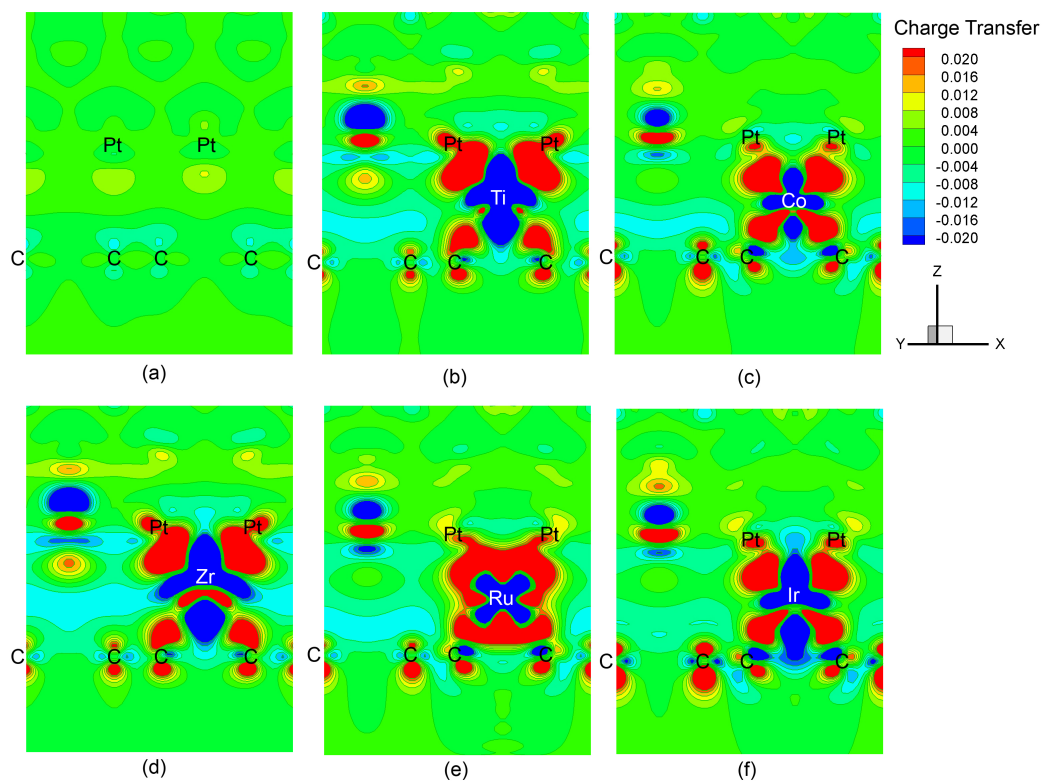 Charge Transfer
0.020
0.016
0.012
0.008
0.004
0.000
-0.004
-0.008
-0.012
-0.016
-0.020
Z
Y X
Pt Pt
C C C C
(a)
Pt Pt
Ti
C C C C
(b)
Pt Pt
Co
C C C
(c)
Pt Pt
Zr
C C C C
(d)
Pt Pt
Ru
C C C C
(e)
Pt Pt
Ir
C C C C
(f)